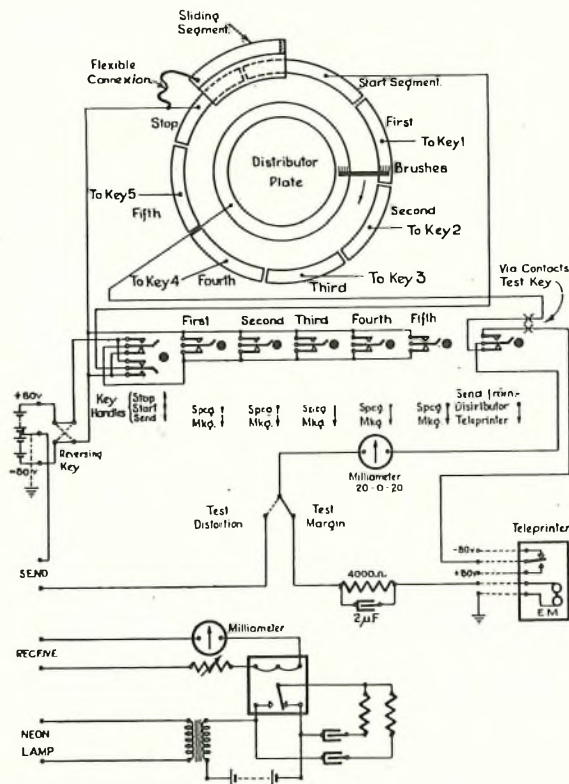 Sliding
Segment.
Flexible
Connexion
Start Segment.
Stop
First
To Key 1
Distributor
Plate
Brushes
To Key 5
Fifth
Second
To Key 2
To Key 4
Fourth
To Key 3
Third
Via Contacts
Test Key
First
Second
Third
Fourth
Fifth
+80v
-80v
Reversing
Key
Key
Handles
Stop
Start
Send
Spcg
Mkg.
Spcg
Mkg.
Spcg
Mkg.
Spcg
Mkg.
Spcg
Mkg.
Send from:-
Distributor
Teleprinter
Milliameter
20-0-20
Test
Distortion
Test
Margin
Teleprinter
-80v
+80v
E M
SEND
4000Ω
2μF
Milliameter
RECEIVE
NEON
LAMP